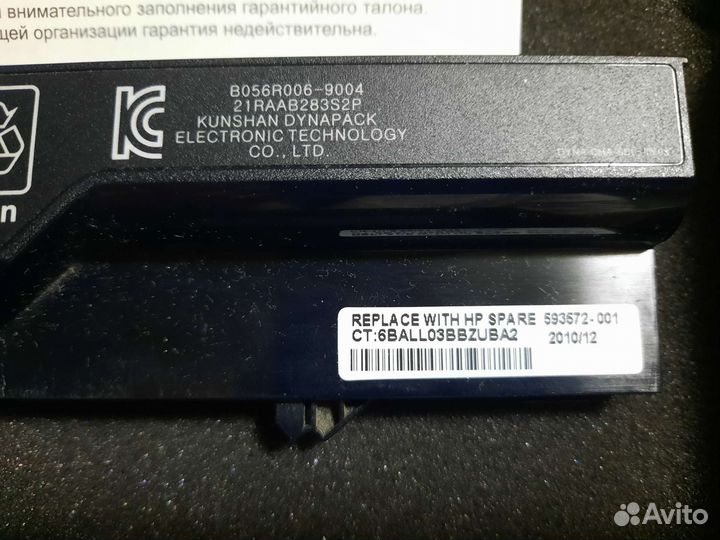 внимательного заполнения гарантийного талона.
щей организации гарантия недействительна.
B056R006-9004
21RAAB283S2P
KUNSHAN DYNAPACK
ELECTRONIC TECHNOLOGY
CO., LTD.
REPLACE WITH HP SPARE 593572-001
CT:6BALL03BBZUBA2 2010/12
Avito